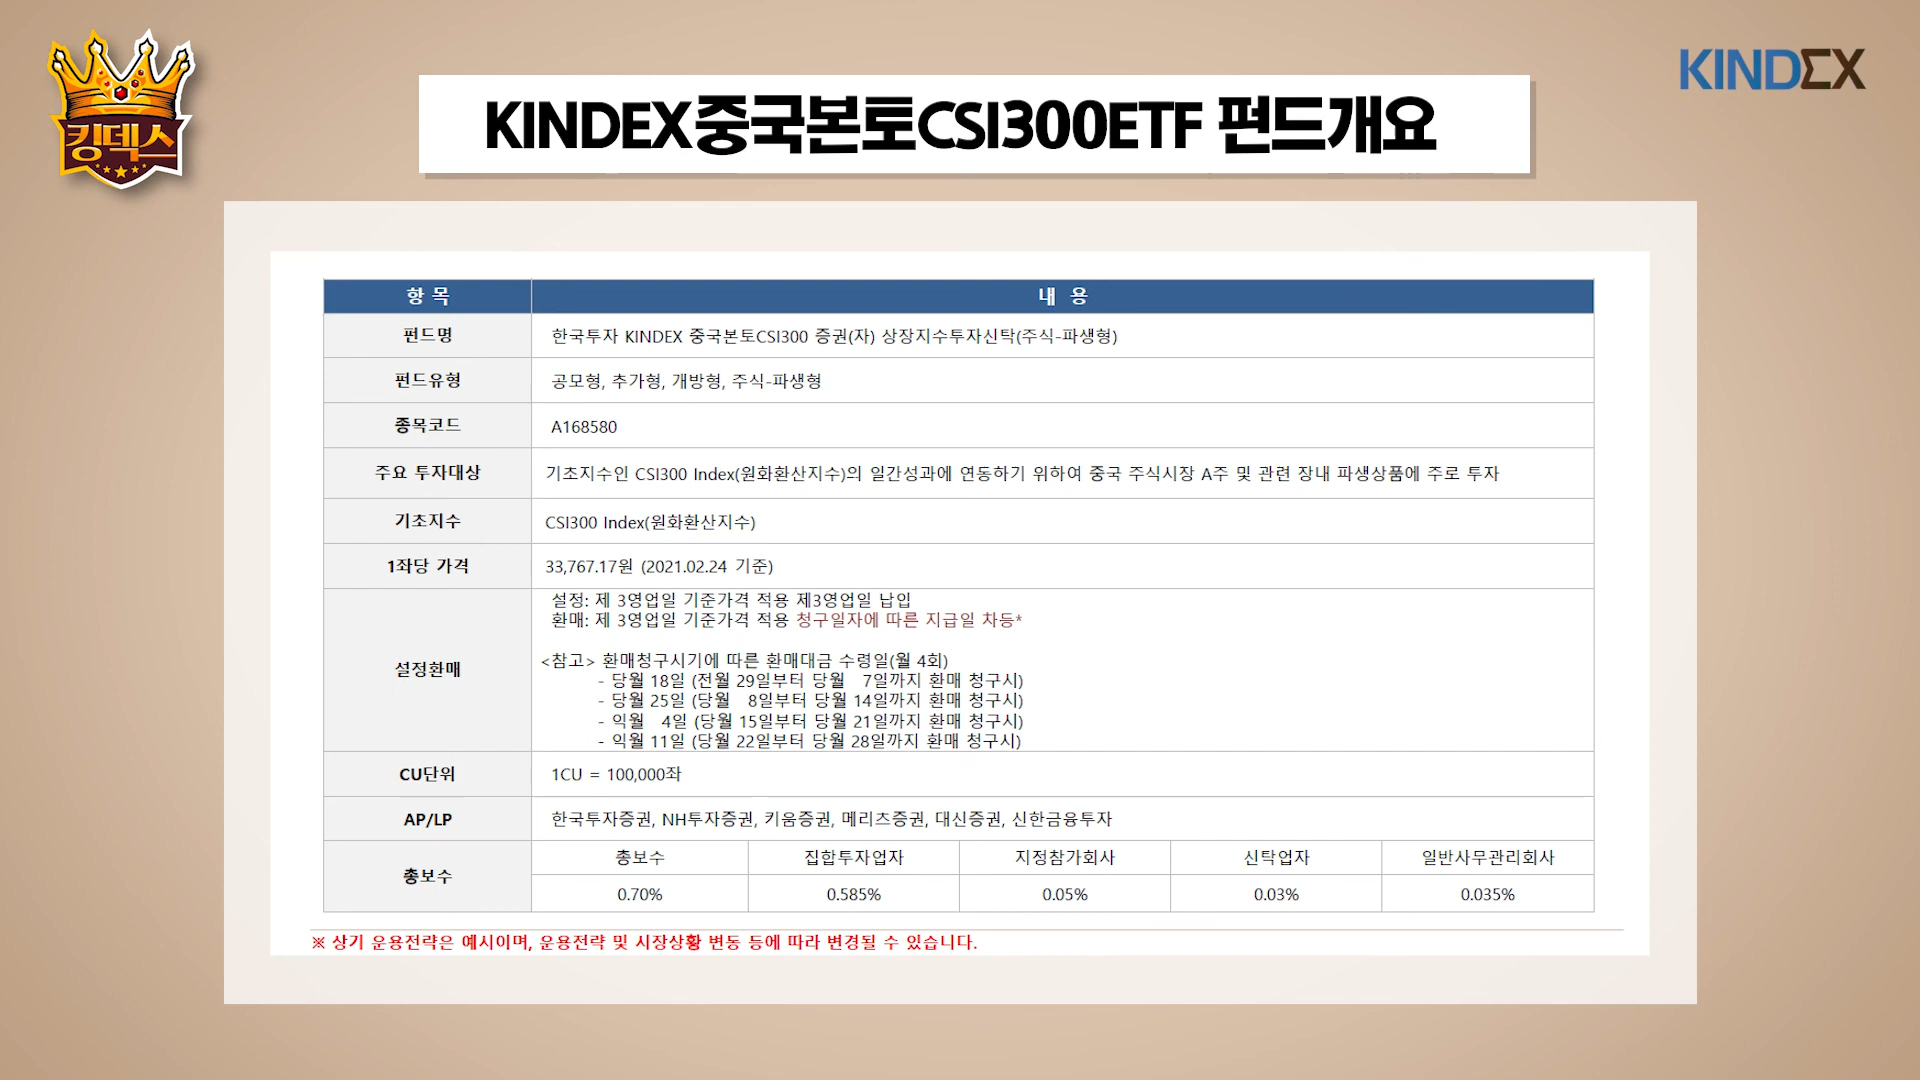 킹덱스
KINDEX
KINDEX중국본토CSI300ETF 펀드개요
항 목 내 용
펀드명 한국투자 KINDEX 중국본토CSI300 증권(자) 상장지수투자신탁(주식-파생형)
펀드유형 공모형, 추가형, 개방형, 주식-파생형
종목코드 A168580
주요 투자대상 기초지수인 CSI300 Index(원화환산지수)의 일간성과에 연동하기 위하여 중국 주식시장 A주 및 관련 장내 파생상품에 주로 투자
기초지수 CSI300 Index(원화환산지수)
1좌당 가격 33,767.17원 (2021.02.24 기준)
설정환매
설정: 제 3영업일 기준가격 적용 제3영업일 납입
환매: 제 3영업일 기준가격 적용 청구일자에 따른 지급일 차등*
<참고> 환매청구시기에 따른 환매대금 수령일(월 4회)
- 당월 18일 (전월 29일부터 당월 7일까지 환매 청구시)
- 당월 25일 (당월 8일부터 당월 14일까지 환매 청구시)
- 익월 4일 (당월 15일부터 당월 21일까지 환매 청구시)
- 익월 11일 (당월 22일부터 당월 28일까지 환매 청구시)
CU단위 1CU = 100,000좌
AP/LP 한국투자증권, NH투자증권, 키움증권, 메리츠증권, 대신증권, 신한금융투자
총보수
총보수 집합투자업자 지정참가회사 신탁업자 일반사무관리회사
0.70% 0.585% 0.05% 0.03% 0.035%
※ 상기 운용전략은 예시이며, 운용전략 및 시장상황 변동 등에 따라 변경될 수 있습니다.